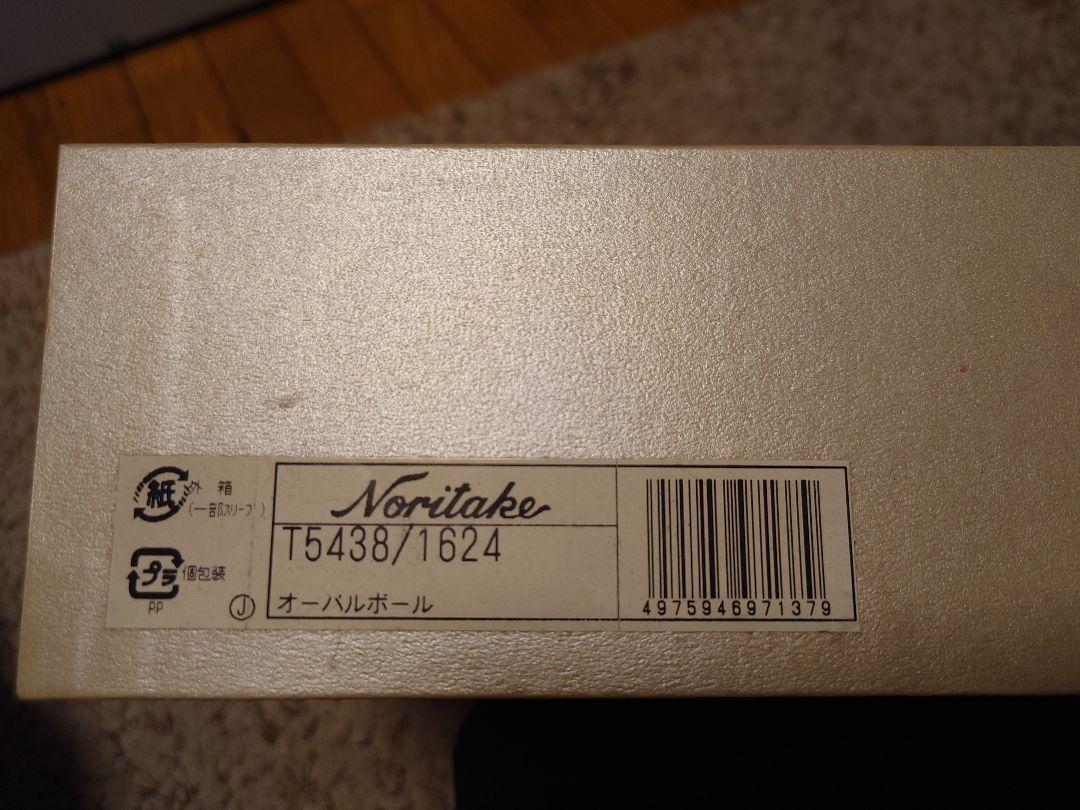 紙 外箱
(一部スリーブ)
プラ 個包装
PP
J
Noritake
T5438/1624
オーバルボール
4975946971379